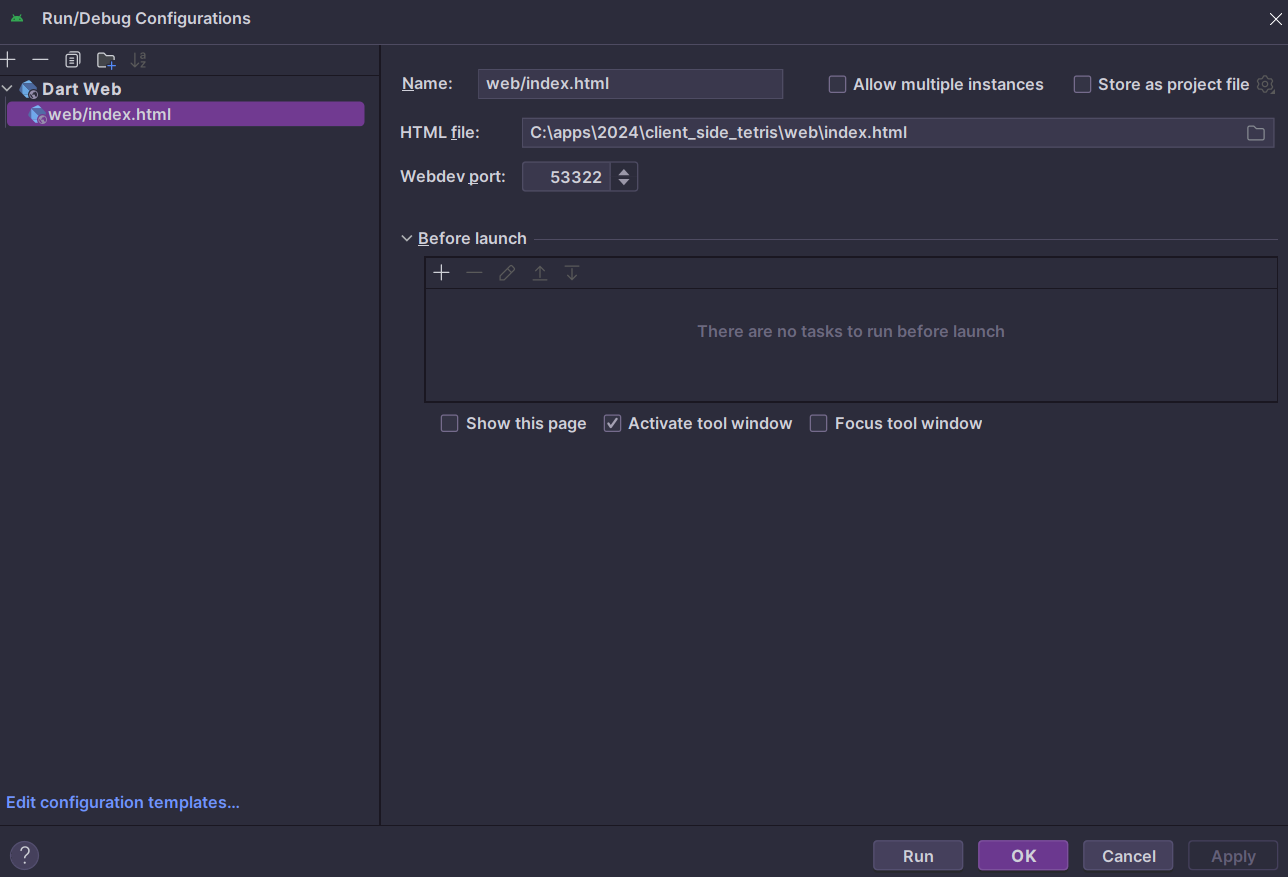 Run/Debug Configurations
Dart Web
web/index.html
Edit configuration templates...
Name: web/index.html Allow multiple instances Store as project file
HTML file: C:\apps\2024\client_side_tetris\web\index.html
Webdev port: 53322
Before launch
There are no tasks to run before launch
Show this page Activate tool window Focus tool window
? Run OK Cancel Apply